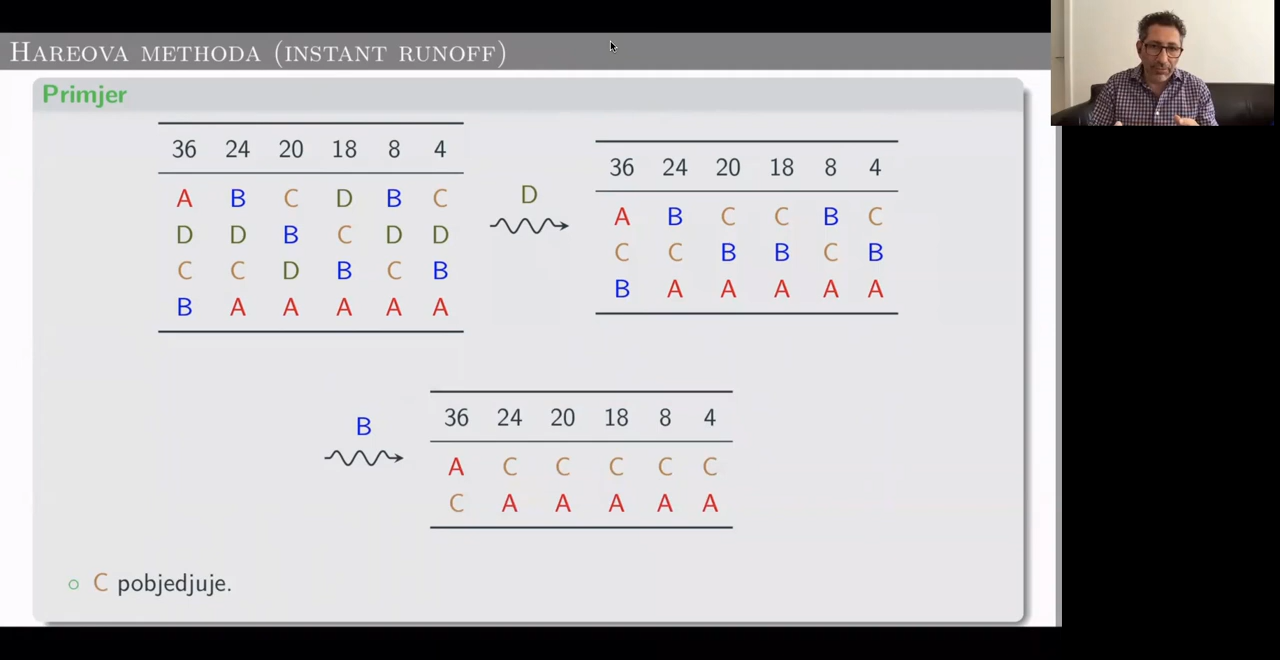 Hareova methoda (instant runoff)
Primjer
36 24 20 18 8 4
A B C D B C
D D B C D D
C C D B C B
B A A A A A
D
36 24 20 18 8 4
A B C C B C
C C B B C B
B A A A A A
B
36 24 20 18 8 4
A C C C C C
C A A A A A
C pobjedjuje.